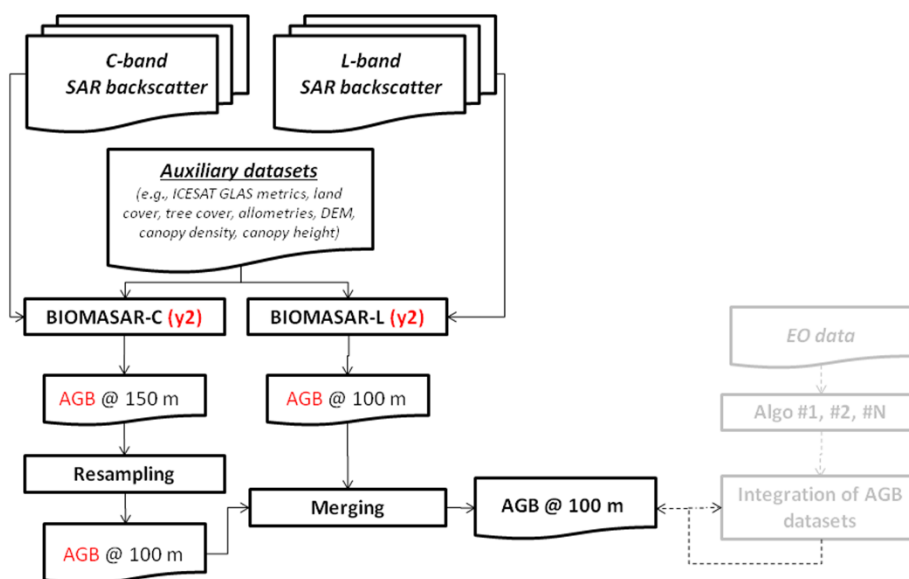 C-band
SAR backscatter
L-band
SAR backscatter
Auxiliary datasets
(e.g., ICESAT GLAS metrics, land
cover, tree cover, allometries, DEM,
canopy density, canopy height)
BIOMASAR-C (y2)
BIOMASAR-L (y2)
EO data
AGB @ 150 m
AGB @ 100 m
Algo #1, #2, #N
Resampling
Merging
AGB @ 100 m
Integration of AGB
datasets
AGB @ 100 m